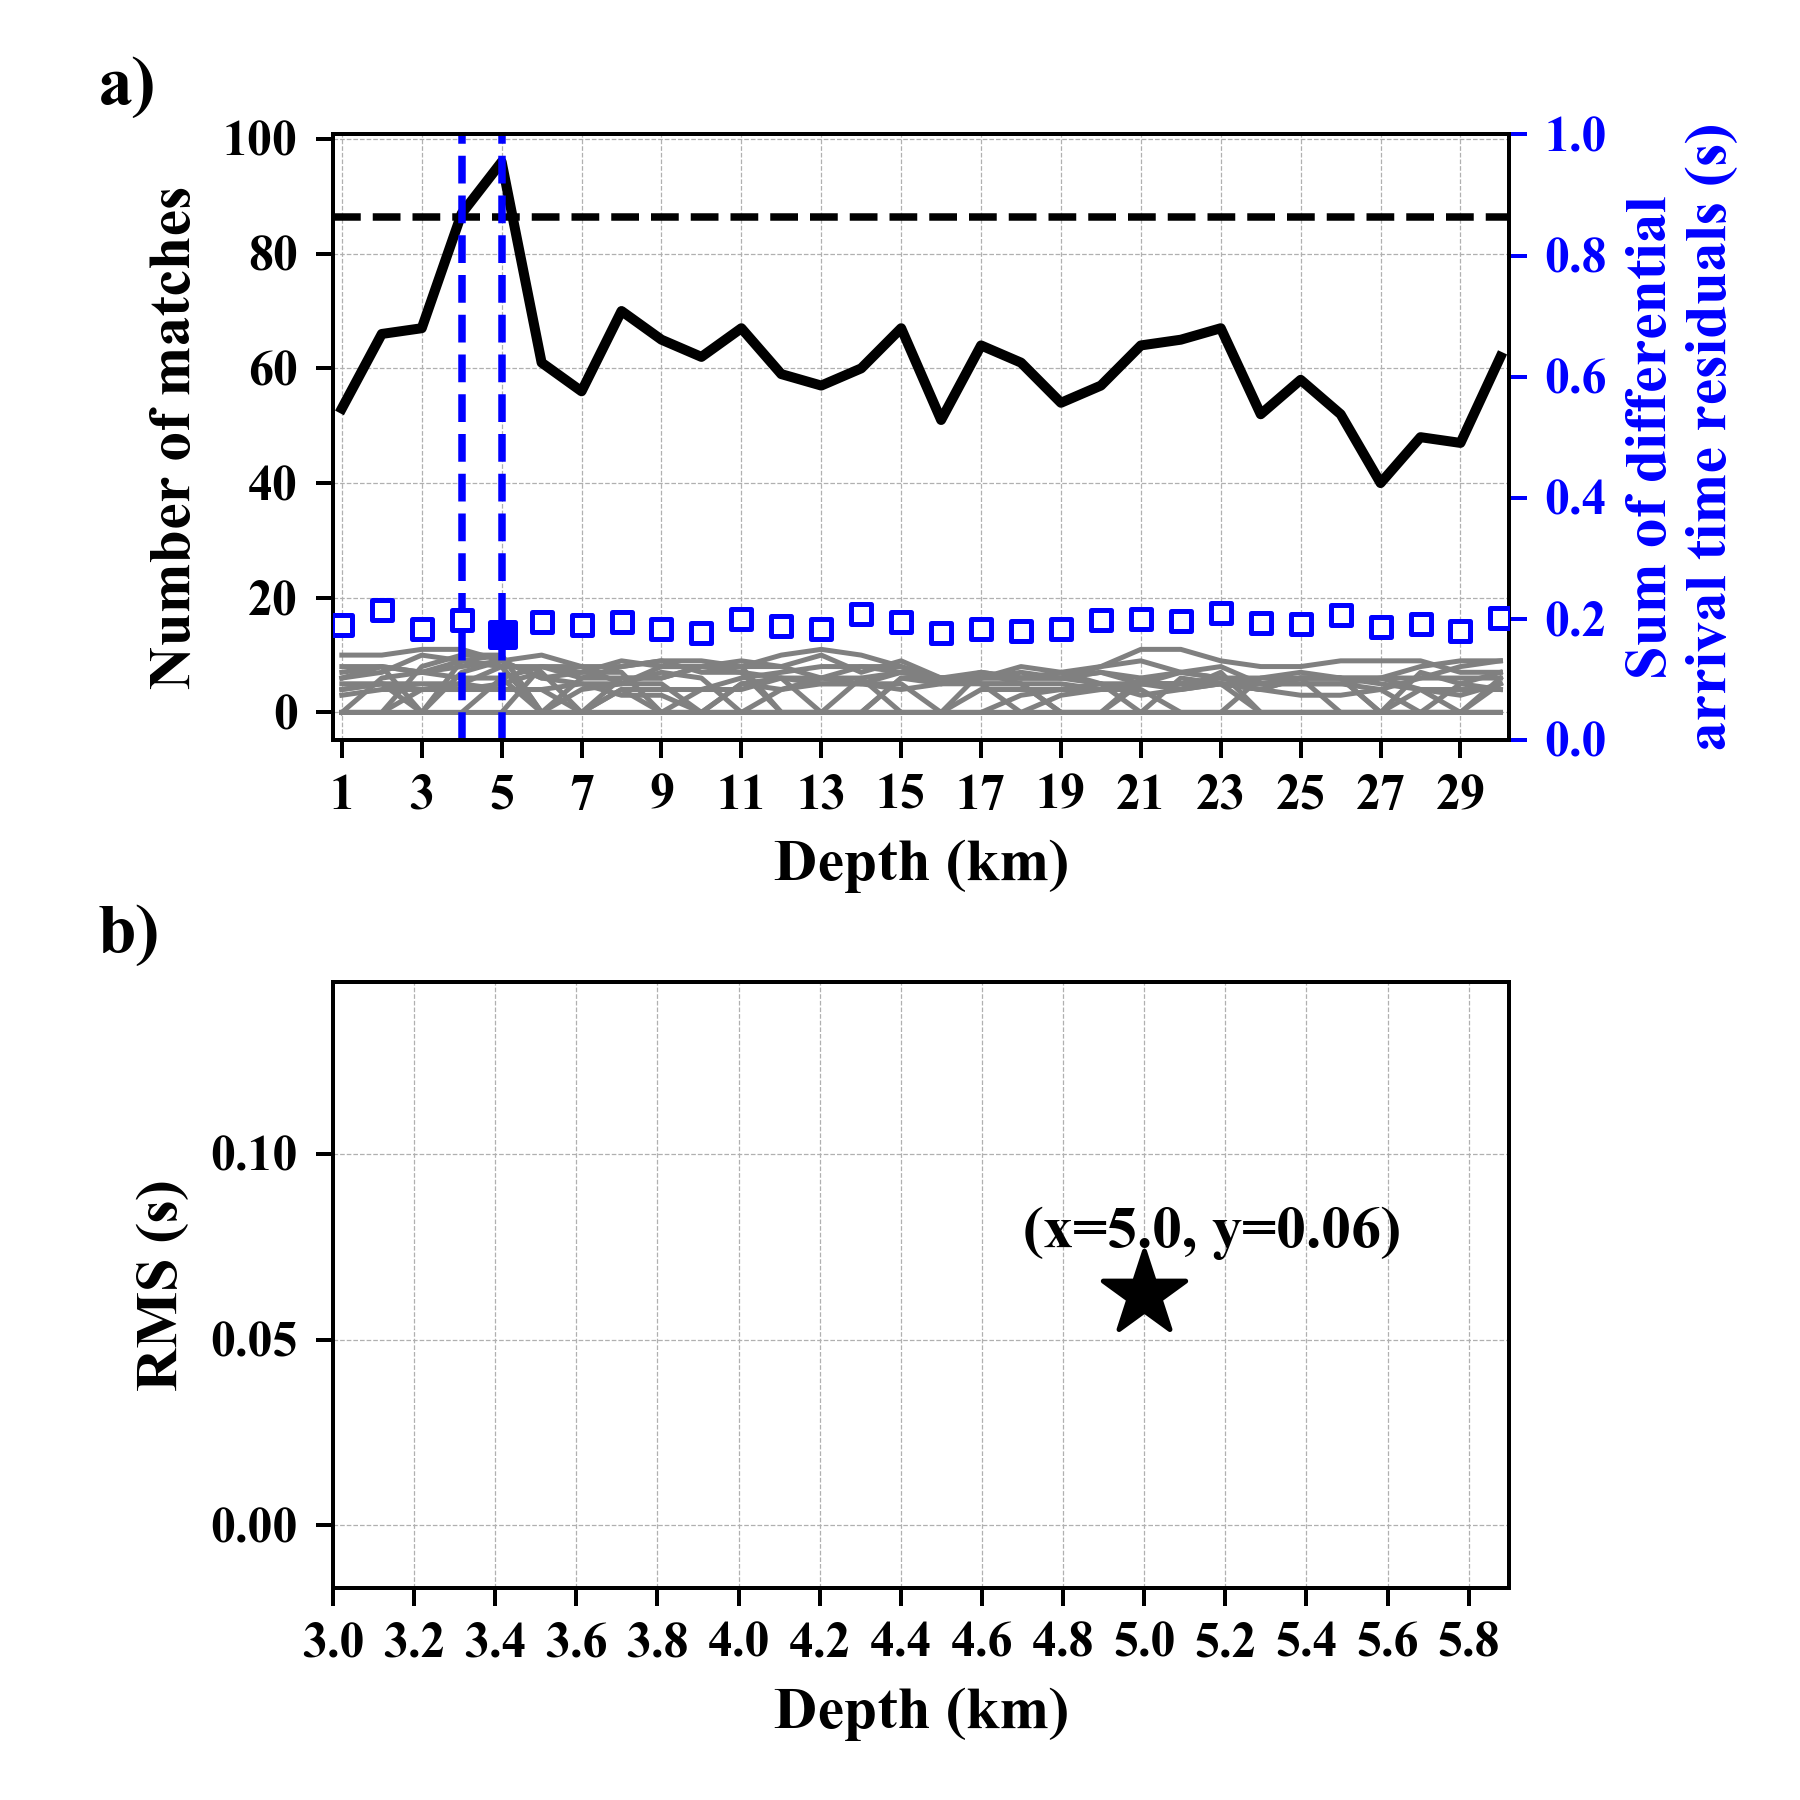 a)
100
80
60
40
20
0
Number of matches
1.0
0.8
0.6
0.4
0.2
0.0
Sum of differential
arrival time residuals (s)
1 3 5 7 9 11 13 15 17 19 21 23 25 27 29
Depth (km)
b)
(x=5.0, y=0.06)
0.10
0.05
0.00
RMS (s)
3.0 3.2 3.4 3.6 3.8 4.0 4.2 4.4 4.6 4.8 5.0 5.2 5.4 5.6 5.8
Depth (km)